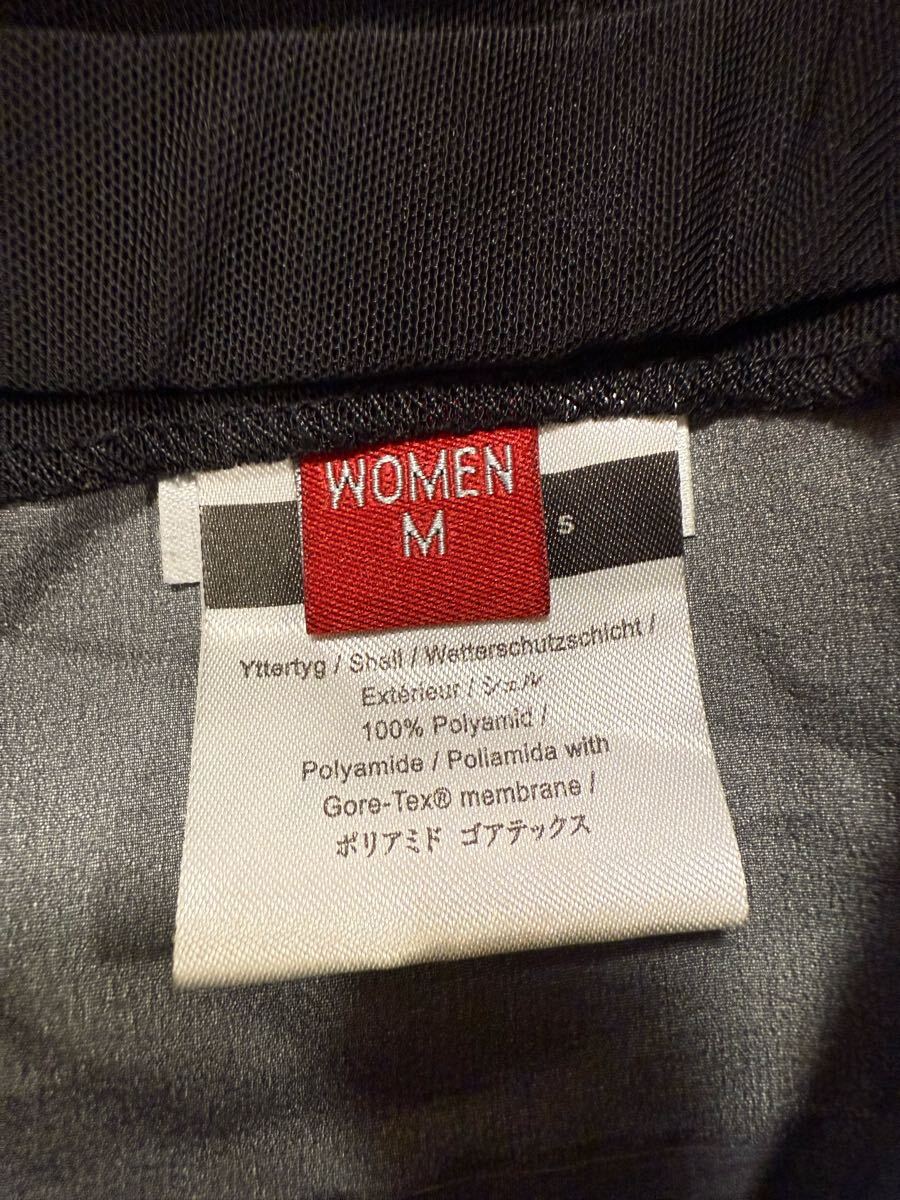 WOMEN
M
S
Yttertyg / Shell / Wetterschutzschicht /
Extérieur / シェル
100% Polyamid /
Polyamide / Poliamida with
Gore-Tex® membrane /
ポリアミド ゴアテックス